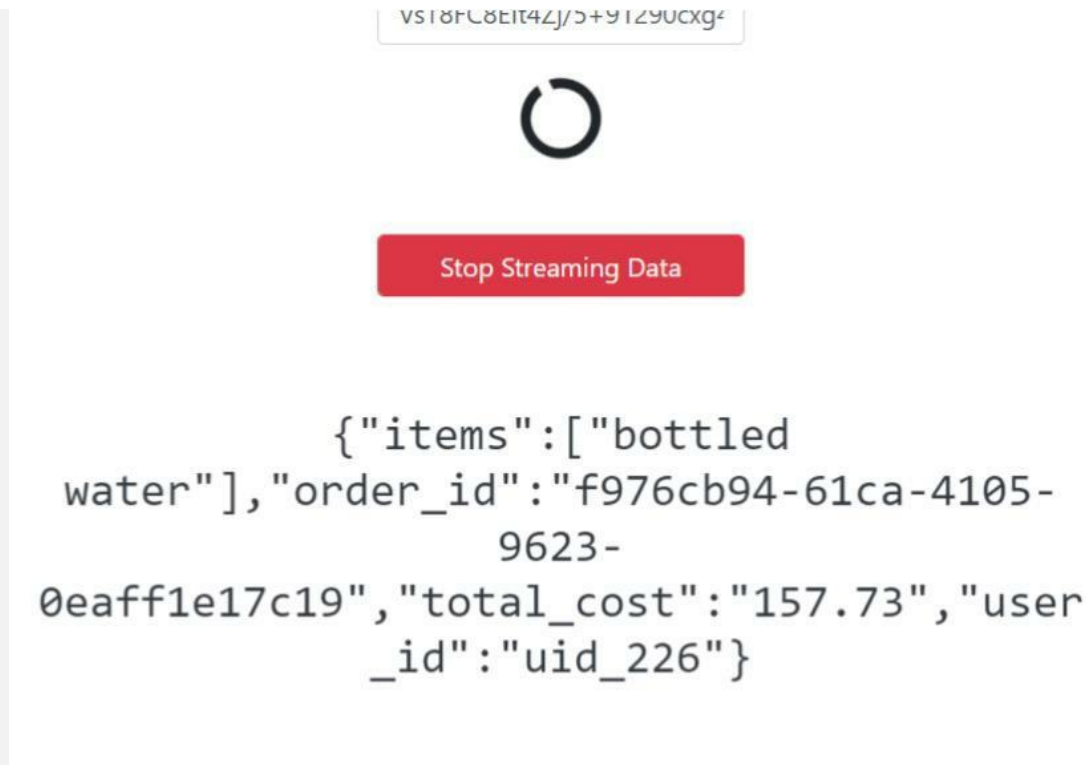 Stop Streaming Data
{"items":["bottled
water"],"order_id":"f976cb94-61ca-4105-
9623-
0eaff1e17c19","total_cost":"157.73","user
_id":"uid_226"}